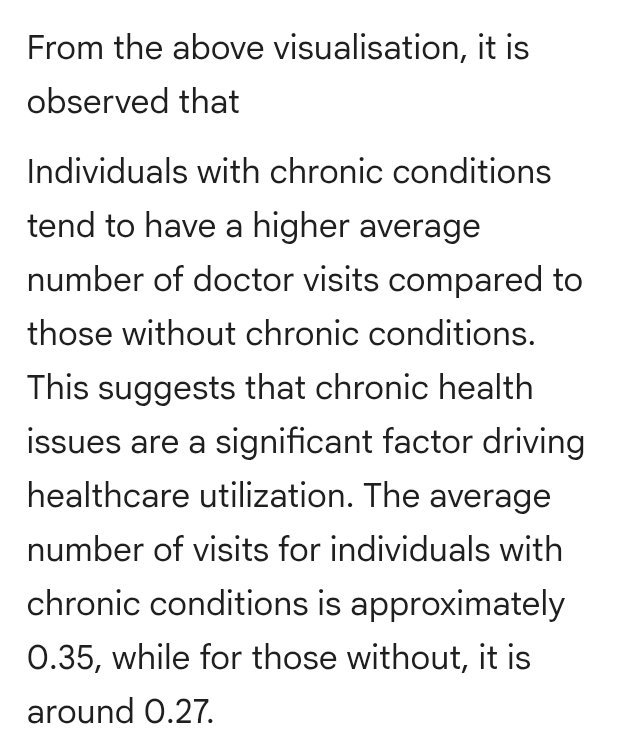 From the above visualisation, it is
observed that
Individuals with chronic conditions
tend to have a higher average
number of doctor visits compared to
those without chronic conditions.
This suggests that chronic health
issues are a significant factor driving
healthcare utilization. The average
number of visits for individuals with
chronic conditions is approximately
0.35, while for those without, it is
around 0.27.